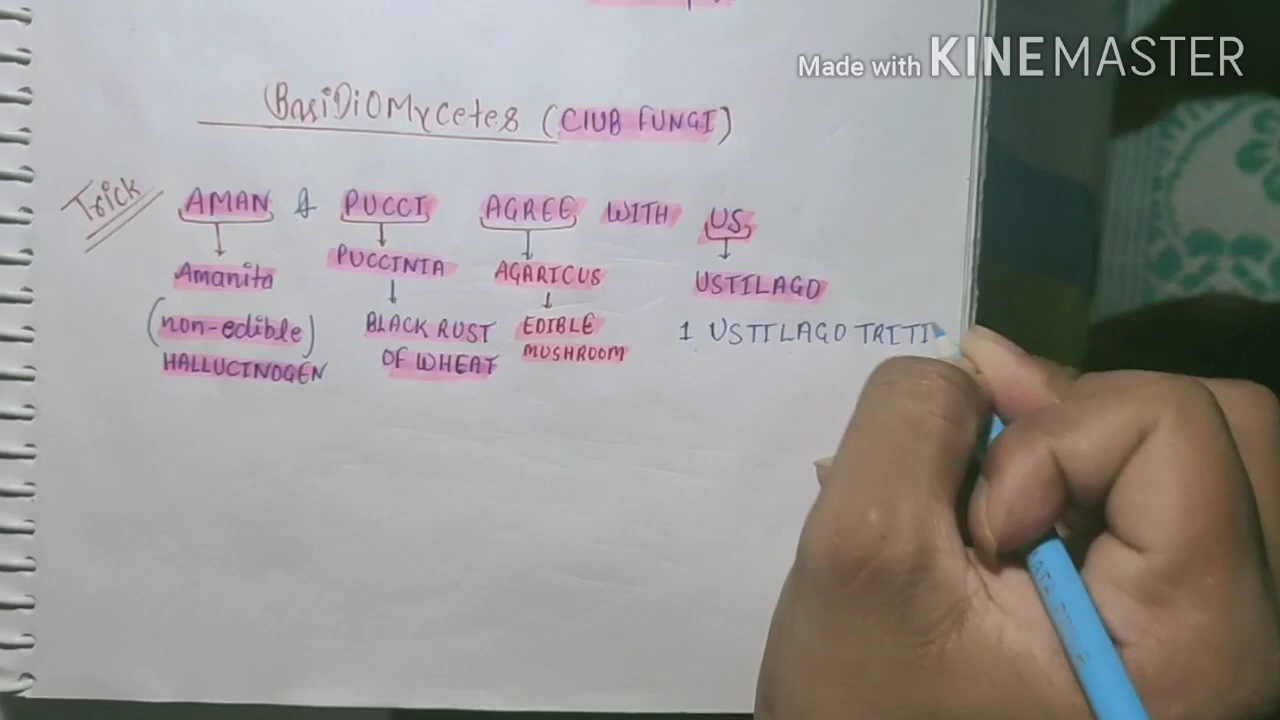 Made with KINEMASTER
BasiDiOMycetes (ClUB FUNGI)
Trick AMAN & PUCCI AGREE WITH US
Amanita PUCCINIA AGARICUS USTILAGO
(non-edible) BLACK RUST EDIBLE 1 USTILAGO TRITI
HALLUCINOGEN OF WHEAT MUSHROOM